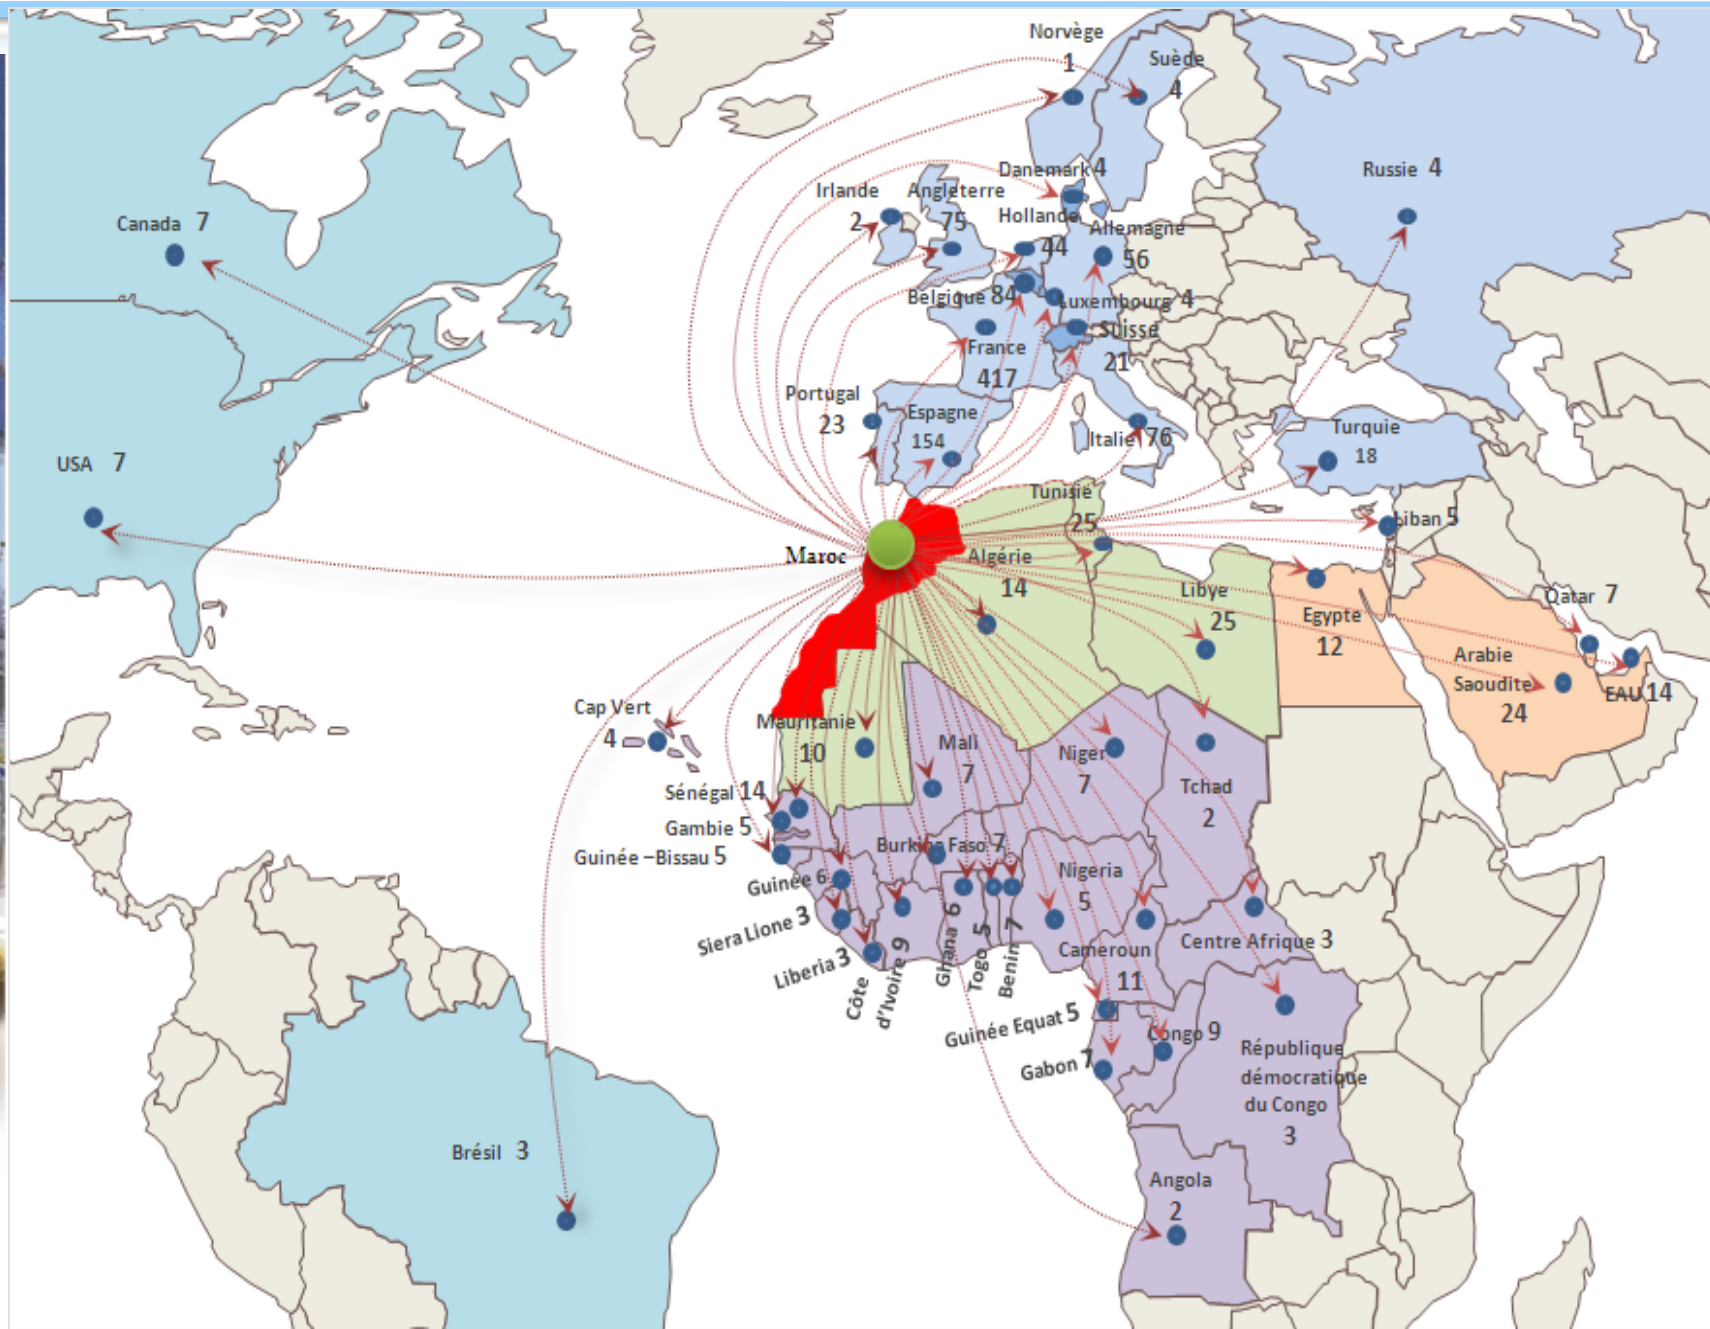 Norvège
1
Suède
4
Danemark 4
Russie 4
Irlande
2
Angleterre
75
Hollande
44
Allemagne
56
Canada 7
Belgique 84
Luxembourg 4
Suisse
21
France
417
Portugal
23
Espagne
154
Italie 76
Turquie
18
USA 7
Tunisie
25
Liban 5
Maroc
Algérie
14
Libye
25
Egypte
12
Qatar 7
Arabie
Saoudite
24
EAU 14
Cap Vert
4
Mauritanie
10
Mali
7
Niger
7
Tchad
2
Sénégal 14
Gambie 5
Guinée –Bissau 5
Burkina Faso 7
Guinée 6
Nigeria
5
Siera Lione 3
Liberia 3
Côte
d'Ivoire 9
Ghana 6
Togo 5
Benin 7
Cameroun
11
Centre Afrique 3
Guinée Equat 5
Congo 9
Gabon 7
République
démocratique
du Congo
3
Brésil 3
Angola
2